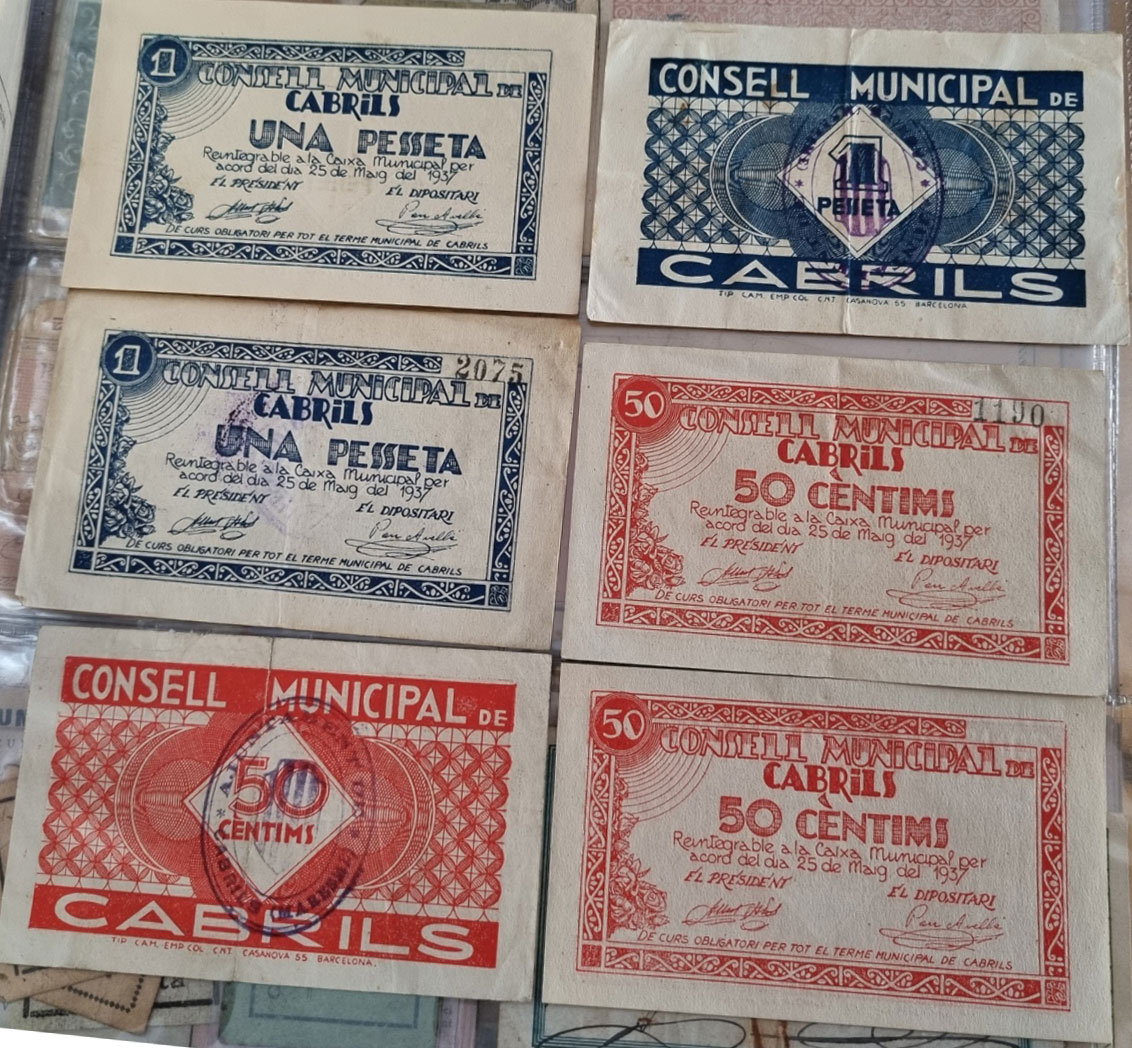 1
CONSELL MUNICIPAL DE
CABRILS
UNA PESSETA
Reintegrable a la Caixa Municipal per
acord del dia 25 de Maig del 1937
EL PRESIDENT
EL DIPOSITARI
DE CURS OBLIGATORI PER TOT EL TERME MUNICIPAL DE CABRILS
CONSELL MUNICIPAL DE
1
PESSETA
CABRILS
TIP. CAM. EMP COL CNT CASANOVA 55 BARCELONA
1
2075
CONSELL MUNICIPAL DE
CABRILS
UNA PESSETA
Reintegrable a la Caixa Municipal per
acord del dia 25 de Maig del 1937
EL PRESIDENT
EL DIPOSITARI
DE CURS OBLIGATORI PER TOT EL TERME MUNICIPAL DE CABRILS
50
1190
CONSELL MUNICIPAL DE
CABRILS
50 CÈNTIMS
Reintegrable a la Caixa Municipal per
acord del dia 25 de Maig del 1937
EL PRESIDENT
EL DIPOSITARI
DE CURS OBLIGATORI PER TOT EL TERME MUNICIPAL DE CABRILS
CONSELL MUNICIPAL DE
50
CÈNTIMS
CABRILS
TIP. CAM. EMP COL CNT CASANOVA 55 BARCELONA.
50
CONSELL MUNICIPAL DE
CABRILS
50 CÈNTIMS
Reintegrable a la Caixa Municipal per
acord del dia 25 de Maig del 1937
EL PRESIDENT
EL DIPOSITARI
DE CURS OBLIGATORI PER TOT EL TERME MUNICIPAL DE CABRILS